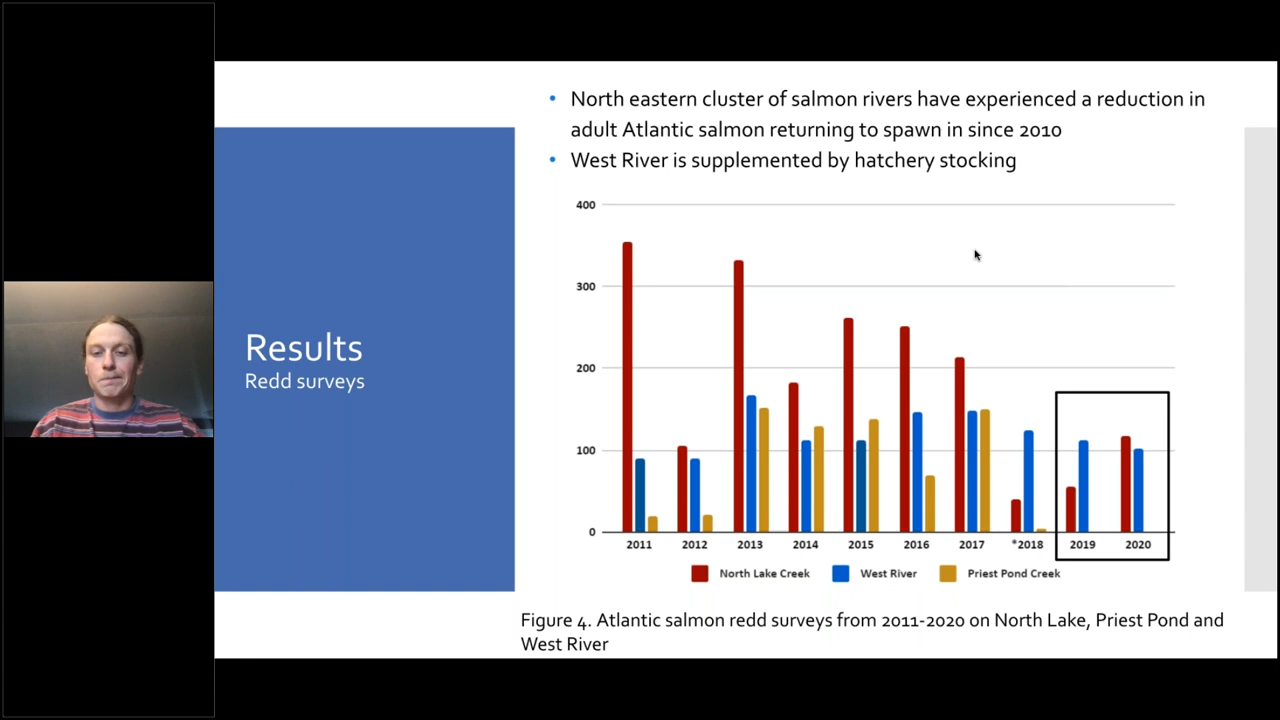 North eastern cluster of salmon rivers have experienced a reduction in
adult Atlantic salmon returning to spawn in since 2010
West River is supplemented by hatchery stocking
Results
Redd surveys
400
300
200
100
0
2011 2012 2013 2014 2015 2016 2017 *2018 2019 2020
North Lake Creek West River Priest Pond Creek
Figure 4. Atlantic salmon redd surveys from 2011-2020 on North Lake, Priest Pond and
West River